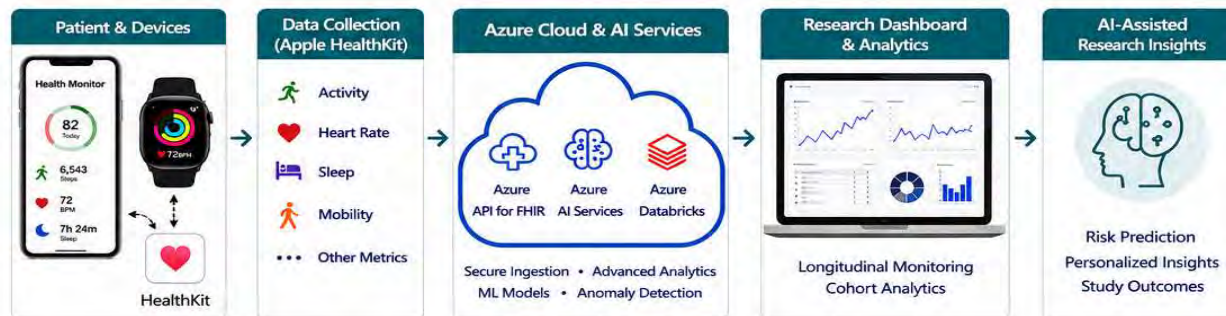 Patient & Devices
Health Monitor
82
Today
6,543
Steps
72
BPM
7h 24m
Sleep
72BPM
HealthKit
Data Collection
(Apple HealthKit)
Activity
Heart Rate
Sleep
Mobility
Other Metrics
Azure Cloud & AI Services
Azure
API for FHIR
Azure
AI Services
Azure
Databricks
Secure Ingestion • Advanced Analytics
ML Models • Anomaly Detection
Research Dashboard
& Analytics
Longitudinal Monitoring
Cohort Analytics
AI-Assisted
Research Insights
Risk Prediction
Personalized Insights
Study Outcomes